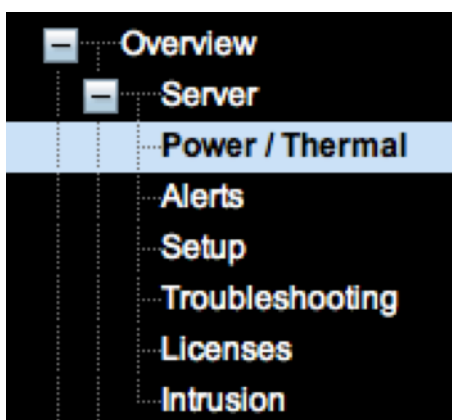 Overview
Server
Power / Thermal
Alerts
Setup
Troubleshooting
Licenses
Intrusion